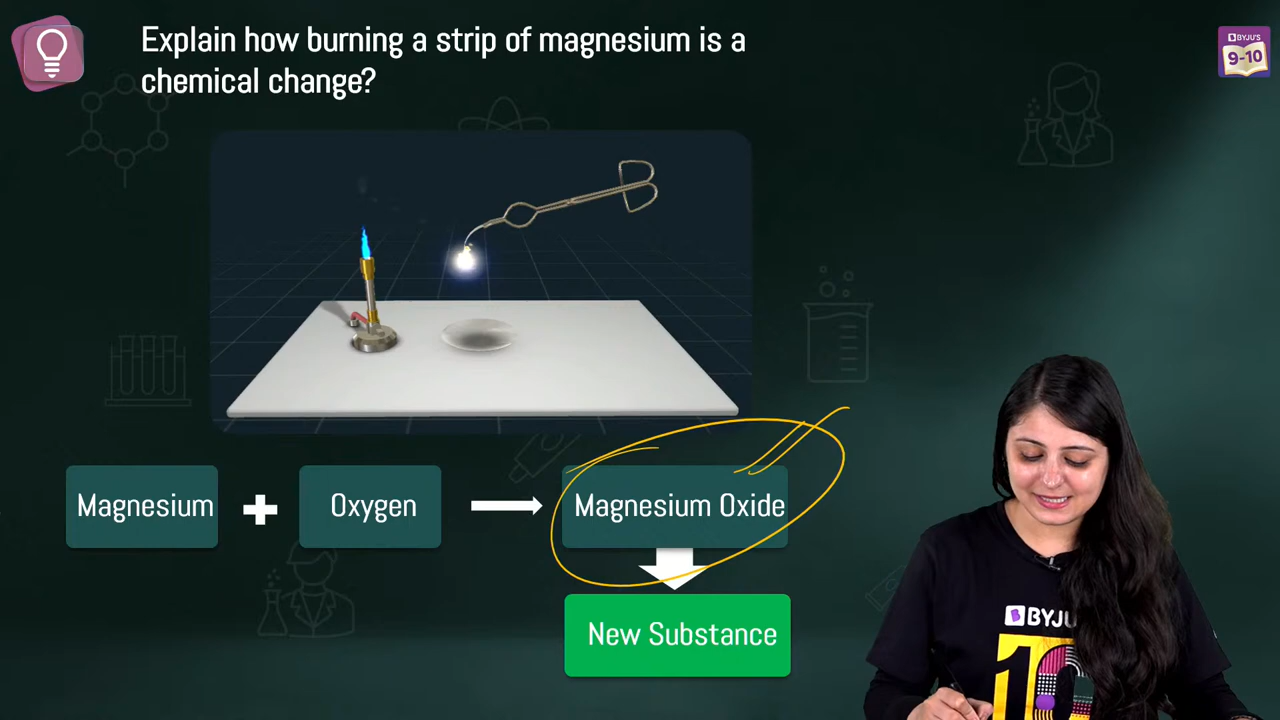 Explain how burning a strip of magnesium is a
chemical change?
BYJU'S
9-10
Magnesium + Oxygen → Magnesium Oxide
New Substance
BYJU
10